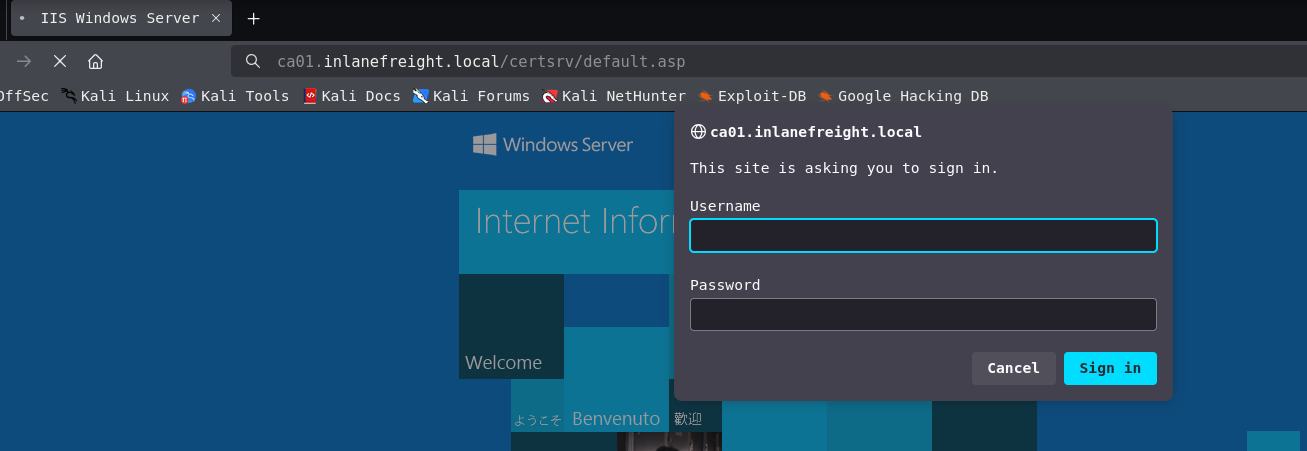 IIS Windows Server
ca01.inlanefreight.local/certsrv/default.asp
OffSec Kali Linux Kali Tools Kali Docs Kali Forums Kali NetHunter Exploit-DB Google Hacking DB
Windows Server
Internet Infor
ca01.inlanefreight.local
This site is asking you to sign in.
Username
Password
Cancel Sign in
Welcome
ようこそ Benvenuto 歡迎